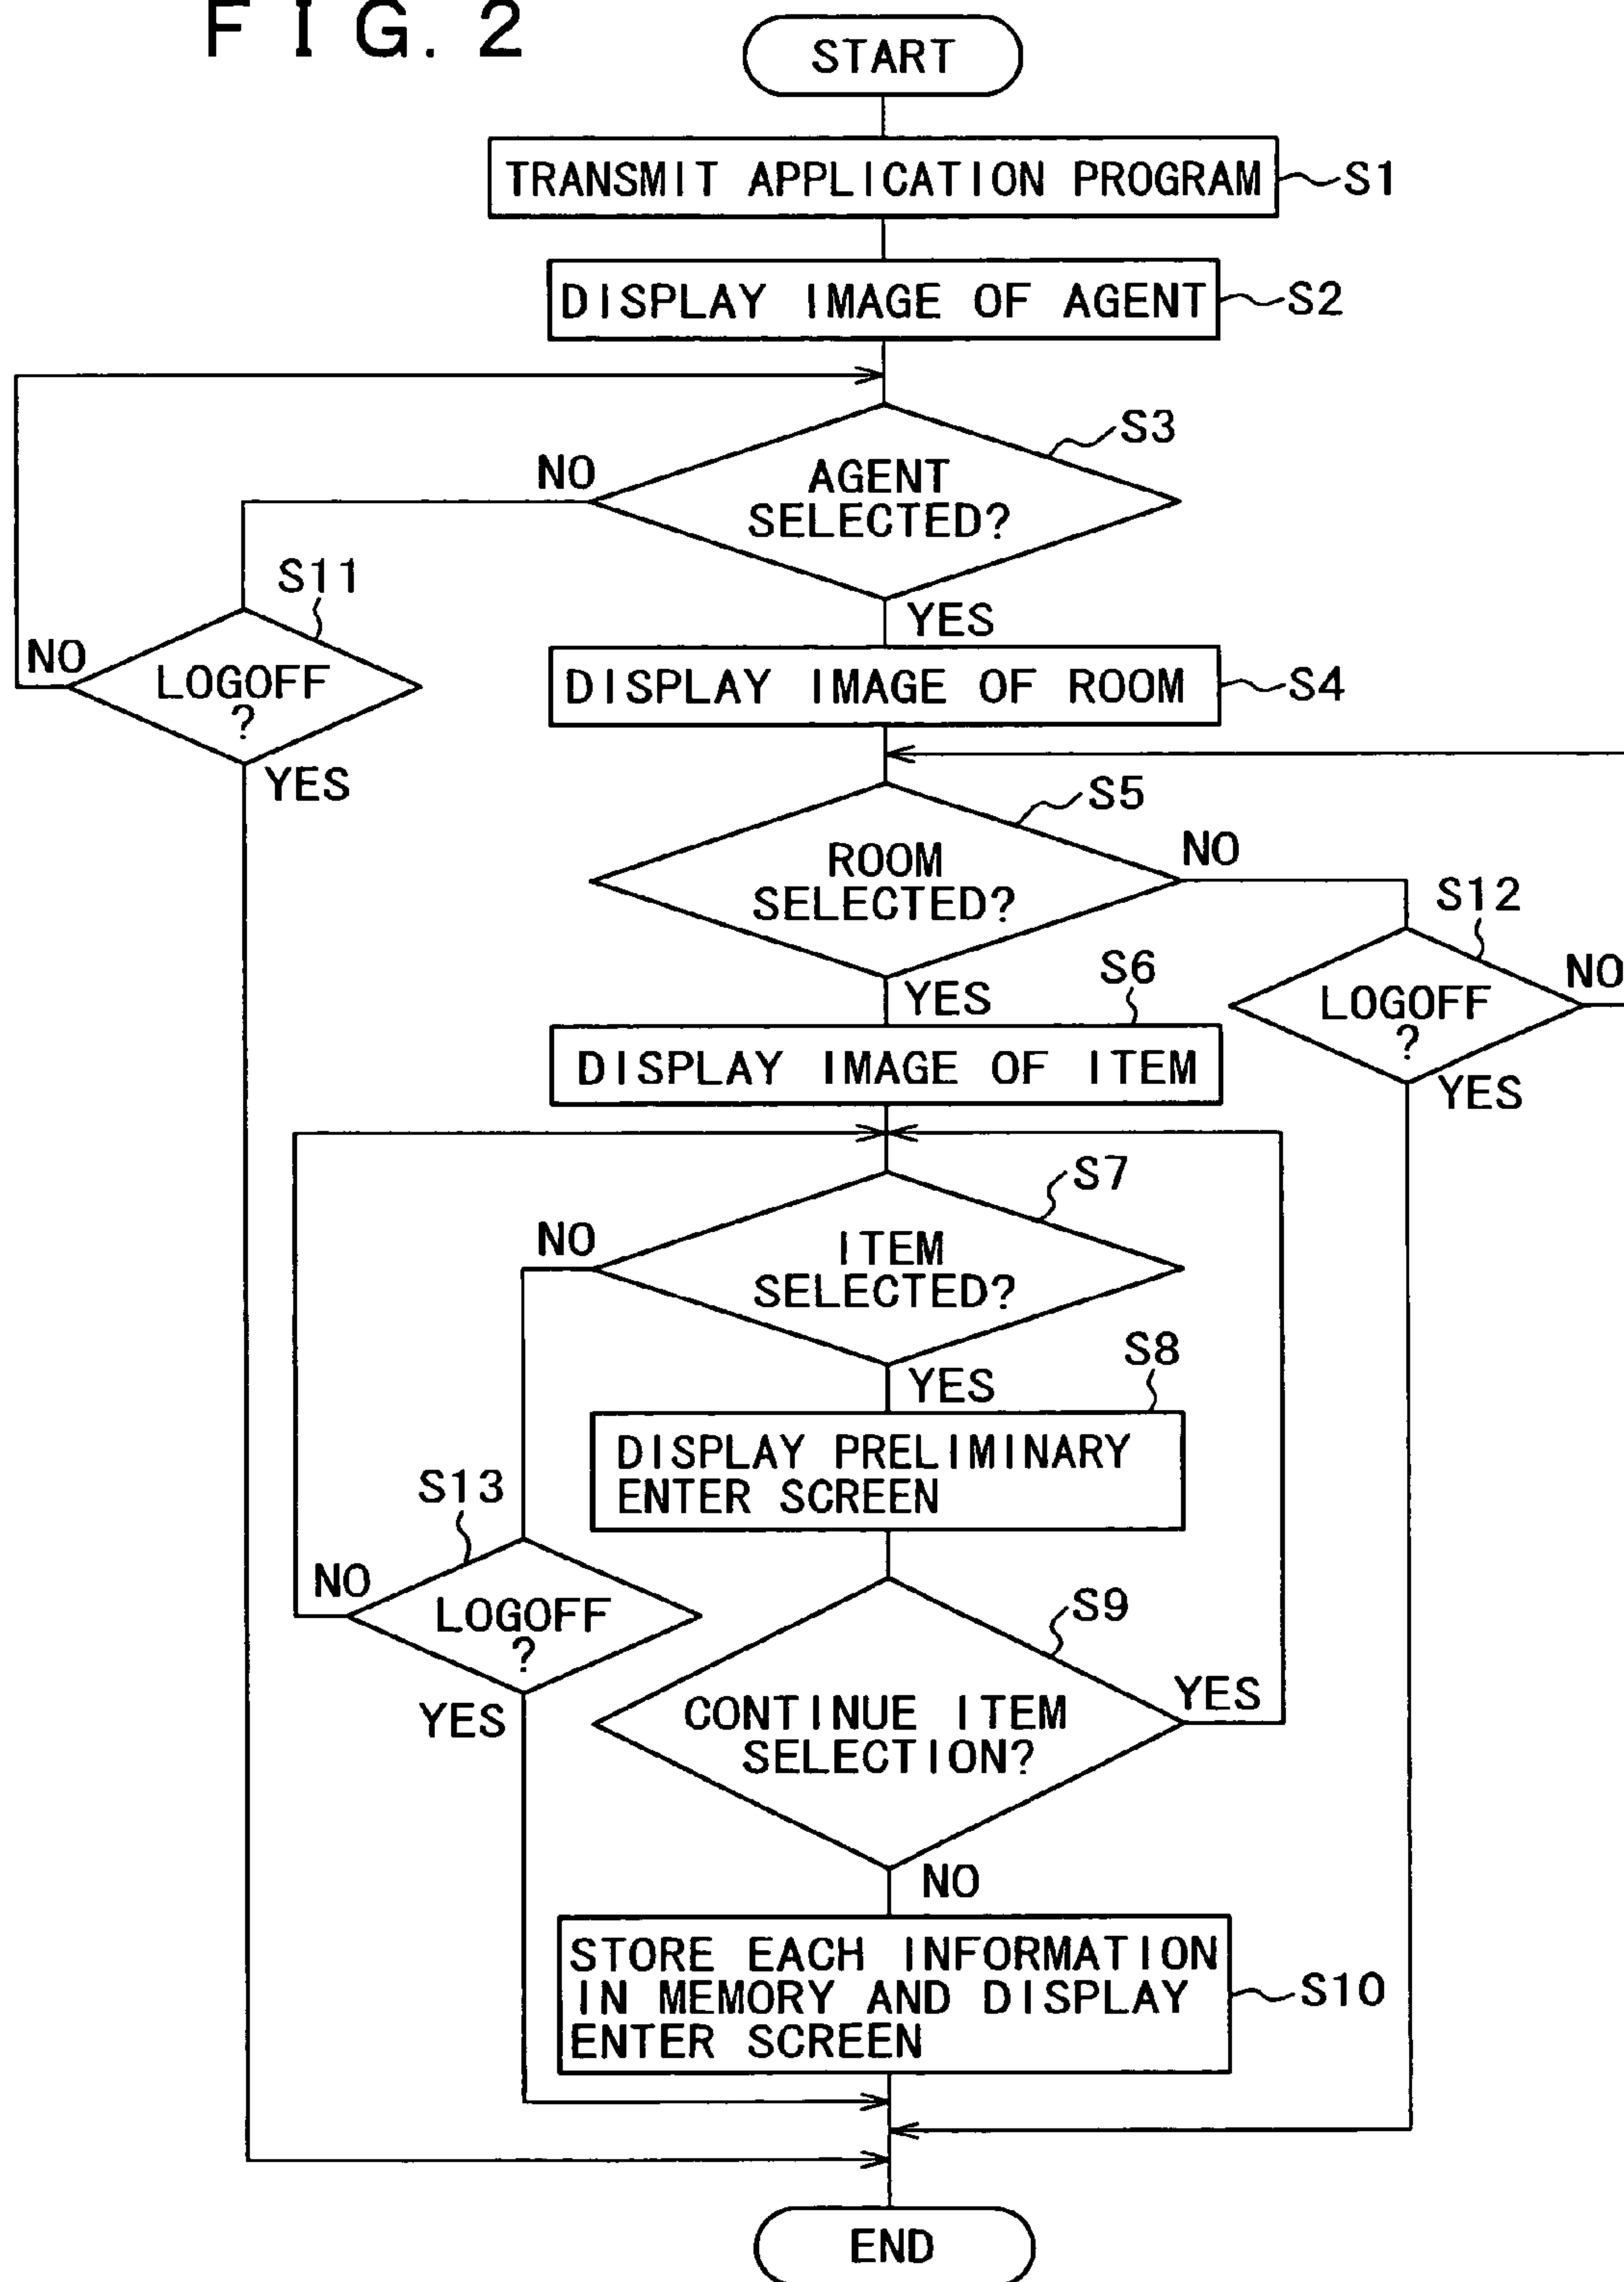 FIG. 2
START
TRANSMIT APPLICATION PROGRAM
S1
DISPLAY IMAGE OF AGENT
S2
S3
NO
AGENT
SELECTED?
YES
S11
NO
LOGOFF
?
YES
DISPLAY IMAGE OF ROOM
S4
S5
ROOM
SELECTED?
NO
YES
S12
LOGOFF
?
NO
YES
S6
DISPLAY IMAGE OF ITEM
S7
NO
ITEM
SELECTED?
YES
S8
DISPLAY PRELIMINARY
ENTER SCREEN
S13
NO
LOGOFF
?
YES
S9
CONTINUE ITEM
SELECTION?
YES
NO
STORE EACH INFORMATION
IN MEMORY AND DISPLAY
ENTER SCREEN
S10
END